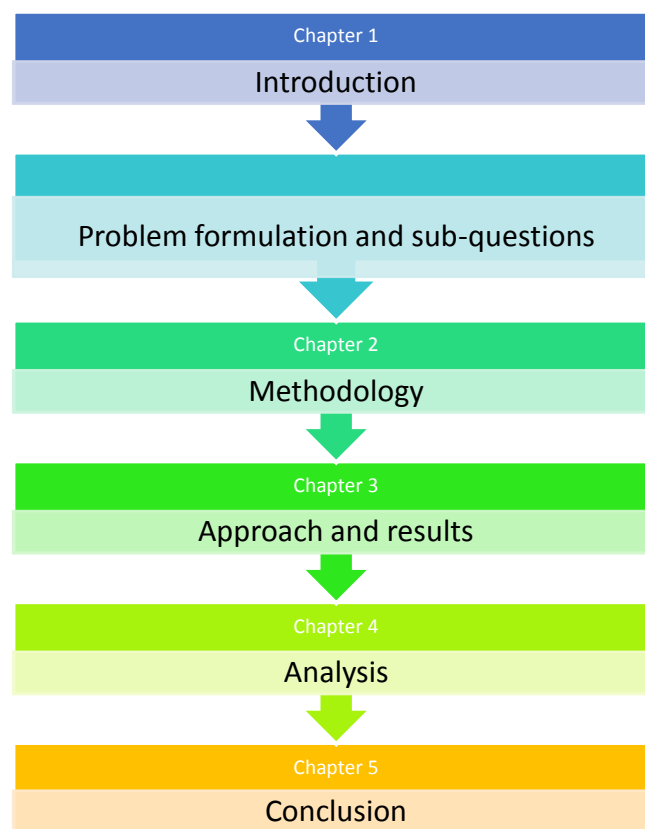 Chapter 1
Introduction
Problem formulation and sub-questions
Chapter 2
Methodology
Chapter 3
Approach and results
Chapter 4
Analysis
Chapter 5
Conclusion